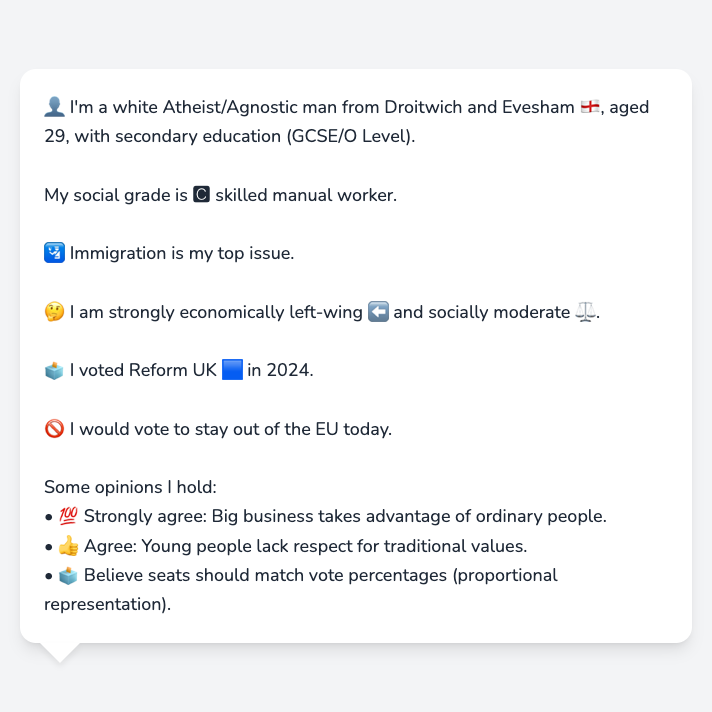 👤 I'm a white Atheist/Agnostic man from Droitwich and Evesham 🏴󠁧󠁢󠁥󠁮󠁧󠁿, aged
29, with secondary education (GCSE/O Level).
My social grade is 🅲 skilled manual worker.
🛂 Immigration is my top issue.
🤔 I am strongly economically left-wing ⬅️ and socially moderate ⚖️.
🗳️ I voted Reform UK 🟦 in 2024.
🚫 I would vote to stay out of the EU today.
Some opinions I hold:
• 💯 Strongly agree: Big business takes advantage of ordinary people.
• 👍 Agree: Young people lack respect for traditional values.
• 🗳️ Believe seats should match vote percentages (proportional
representation).